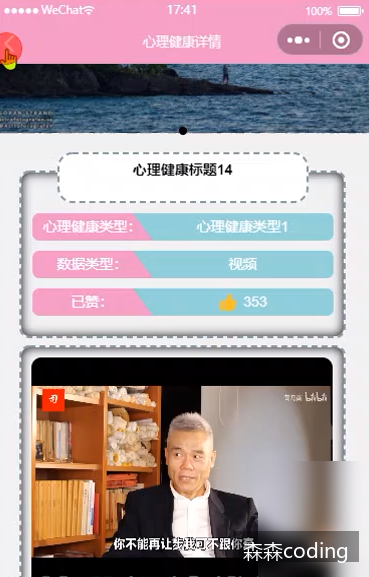 WeChat 17:41 100%
心理健康详情
心理健康标题14
心理健康类型： 心理健康类型1
数据类型： 视频
已赞： 353
bilibili
你不能再让步我可不跟你
森森coding